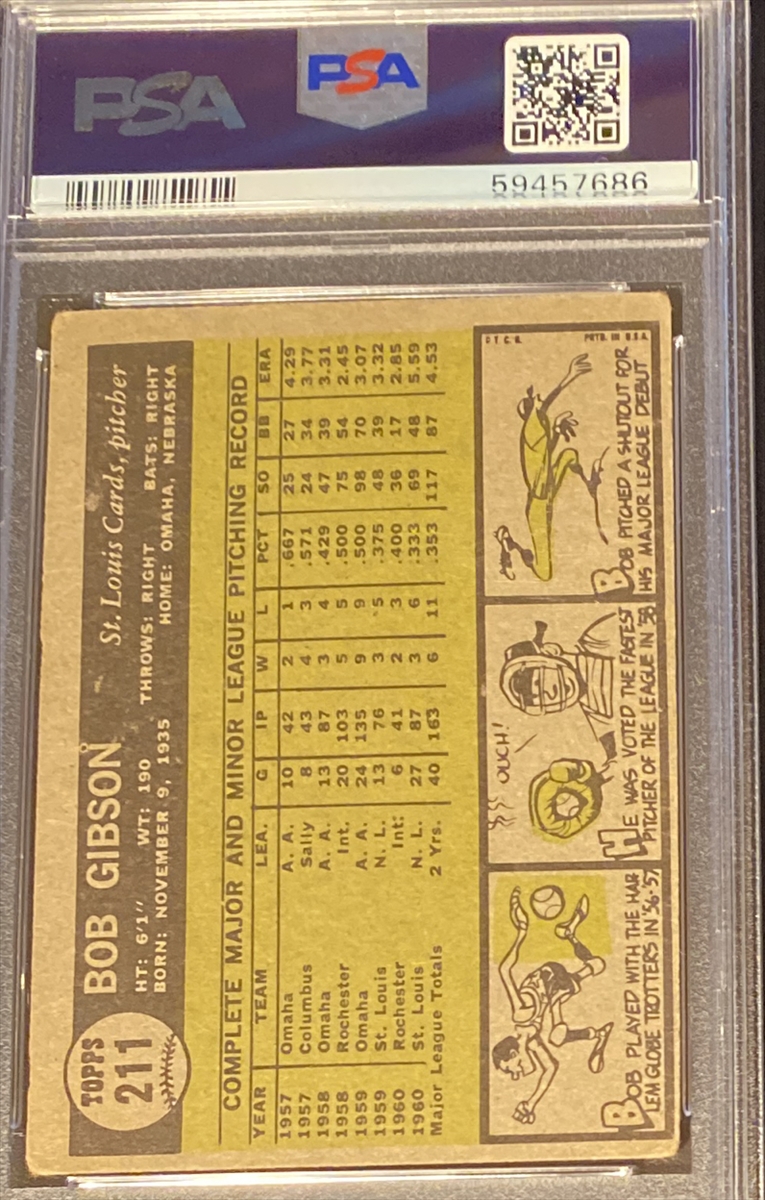 PSA
PSA
59457686
TOPPS
211
BOB GIBSON St. Louis Cards, pitcher
HT: 6'1" WT: 190 THROWS: RIGHT BATS: RIGHT
BORN: NOVEMBER 9, 1935 HOME: OMAHA, NEBRASKA
COMPLETE MAJOR AND MINOR LEAGUE PITCHING RECORD
YEAR TEAM LEA. G IP W L PCT SO BB ERA
1957 Omaha A. A. 10 42 2 1 .667 25 27 4.29
1957 Columbus Sally 8 43 4 3 .571 24 34 3.77
1958 Omaha A. A. 13 87 3 4 .429 47 39 3.31
1958 Rochester Int. 20 103 5 5 .500 75 54 2.45
1959 Omaha A. A. 24 135 9 9 .500 98 70 3.07
1959 St. Louis N. L. 13 76 3 5 .375 48 39 3.32
1960 Rochester Int. 6 41 2 3 .400 36 17 2.85
1960 St. Louis N. L. 27 87 3 6 .333 69 48 5.59
Major League Totals 2 Yrs. 40 163 6 11 .353 117 87 4.53
BOB PLAYED WITH THE HAR
LEM GLOBE TROTTERS IN '56-57,
OUCH!
HE WAS VOTED THE FASTEST
PITCHER OF THE LEAGUE IN '58
© T. C. G. PRTD. IN U.S.A.
BOB PITCHED A SHUTOUT FOR
HIS MAJOR LEAGUE DEBUT